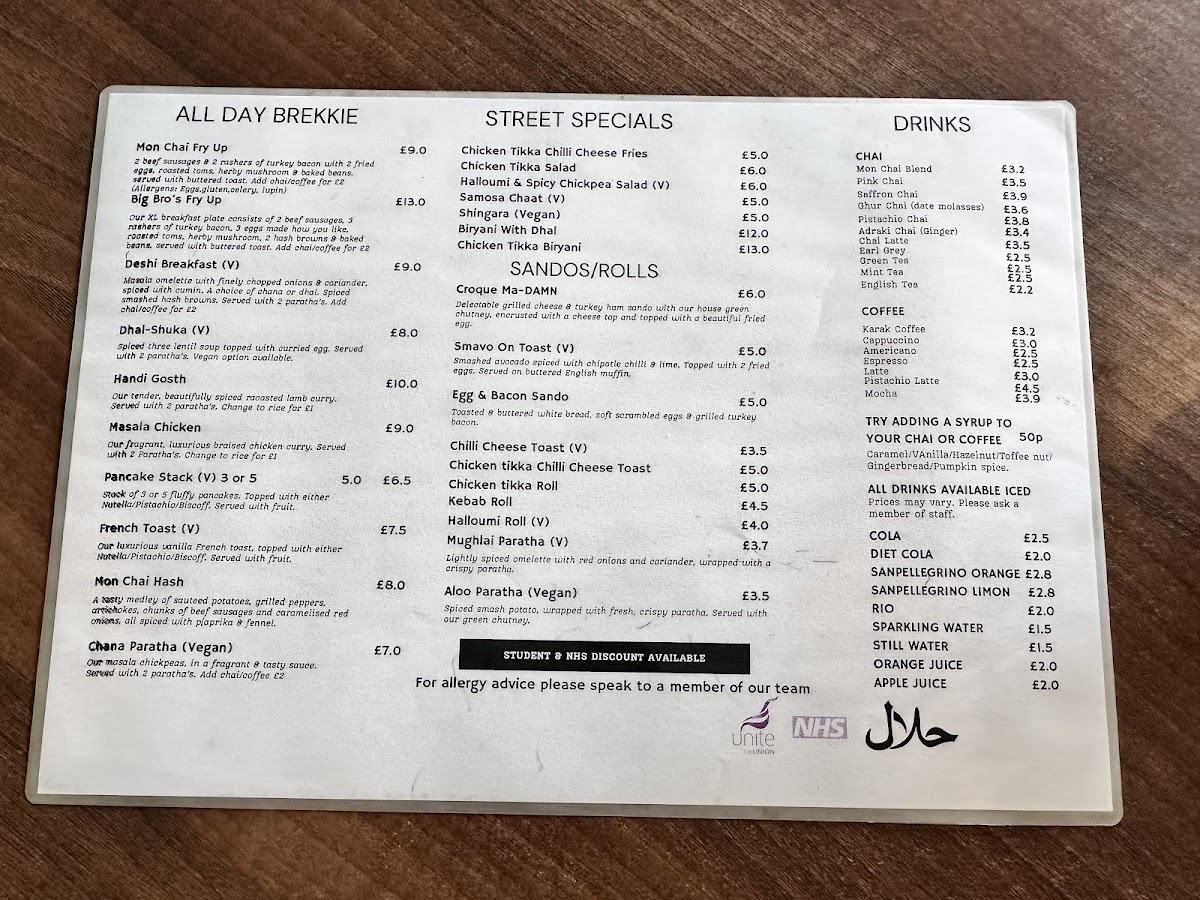 ALL DAY BREKKIE
Mon Chai Fry Up £9.0
2 beef sausages & 2 rashers of turkey bacon with 2 fried
eggs, roasted toms, herby mushroom & baked beans.
served with buttered toast. Add chai/coffee for £2
(Allergens: Eggs,gluten,celery, lupin)
Big Bro's Fry Up £13.0
Our XL breakfast plate consists of 2 beef sausages, 3
rashers of turkey bacon, 3 eggs made how you like,
roasted toms, herby mushroom, 2 hash browns & baked
beans. served with buttered toast. Add chai/coffee for £2
Deshi Breakfast (V) £9.0
Masala omelette with finely chopped onions & coriander,
spiced with cumin. A choice of chana or dhal. Spiced
smashed hash browns. Served with 2 paratha's. Add
chai/coffee for £2
Dhal-Shuka (V) £8.0
Spiced three lentil soup topped with curried egg. Served
with 2 paratha's. Vegan option available.
Handi Gosth £10.0
Our tender, beautifully spiced racasted lamb curry.
Served with 2 paratha's. Change to rice for £1
Masala Chicken £9.0
Our fragrant, luxurious braised chicken curry. Served
with 2 Paratha's. Change to rice for £1
Pancake Stack (V) 3 or 5 5.0 £6.5
Stack of 3 or 5 fluffy pancakes. Topped with either
Nutella/Pistachio/Biscoff. Served with fruit.
French Toast (V) £7.5
Our luxurious vanilla French toast, topped with either
Nutella/Pistachio/Biscoff. Served with fruit.
Mon Chai Hash £8.0
A tasty medley of sauteed potatoes, grilled peppers,
artichokes, chunks of beef sausages and caramelised red
onions, all spiced with p[aprika & fennel.
Chana Paratha (Vegan) £7.0
Our masala chickpeas, in a fragrant & tasty sauce.
Served with 2 paratha's. Add chai/coffee £2
STREET SPECIALS
Chicken Tikka Chilli Cheese Fries £5.0
Chicken Tikka Salad £6.0
Halloumi & Spicy Chickpea Salad (V) £6.0
Samosa Chaat (V) £5.0
Shingara (Vegan) £5.0
Biryani With Dhal £12.0
Chicken Tikka Biryani £13.0
SANDOS/ROLLS
Croque Ma-DAMN £6.0
Delectable grilled cheese & turkey ham sando with our house green
chutney, encrusted with a cheese top and topped with a beautiful fried
egg.
Smavo On Toast (V) £5.0
Smashed avocado spiced with chipotle chilli & lime. Topped with 2 fried
eggs. Served on buttered English muffin.
Egg & Bacon Sando £5.0
Toasted & buttered white bread, soft scrambled eggs & grilled turkey
bacon.
Chilli Cheese Toast (V) £3.5
Chicken tikka Chilli Cheese Toast £5.0
Chicken tikka Roll £5.0
Kebab Roll £4.5
Halloumi Roll (V) £4.0
Mughlai Paratha (V) £3.7
Lightly spiced omelette with red onions and coriander, wrapped with a
crispy paratha.
Aloo Paratha (Vegan) £3.5
Spiced smash potato, wrapped with fresh, crispy paratha. Served with
our green chutney.
STUDENT & NHS DISCOUNT AVAILABLE
For allergy advice please speak to a member of our team
unite
the UNION
NHS
حلال
DRINKS
CHAI
Mon Chai Blend £3.2
Pink Chai £3.5
Saffron Chai £3.9
Ghur Chai (date molasses) £3.6
Pistachio Chai £3.8
Adraki Chai (Ginger) £3.4
Chai Latte £3.5
Earl Grey £2.5
Green Tea £2.5
Mint Tea £2.5
English Tea £2.2
COFFEE
Karak Coffee £3.2
Cappuccino £3.0
Americano £2.5
Espresso £2.5
Latte £3.0
Pistachio Latte £4.5
Mocha £3.9
TRY ADDING A SYRUP TO
YOUR CHAI OR COFFEE 50p
Caramel/VAnilla/Hazelnut/Toffee nut/
Gingerbread/Pumpkin spice.
ALL DRINKS AVAILABLE ICED
Prices may vary. Please ask a
member of staff.
COLA £2.5
DIET COLA £2.0
SANPELLEGRINO ORANGE £2.8
SANPELLEGRINO LIMON £2.8
RIO £2.0
SPARKLING WATER £1.5
STILL WATER £1.5
ORANGE JUICE £2.0
APPLE JUICE £2.0